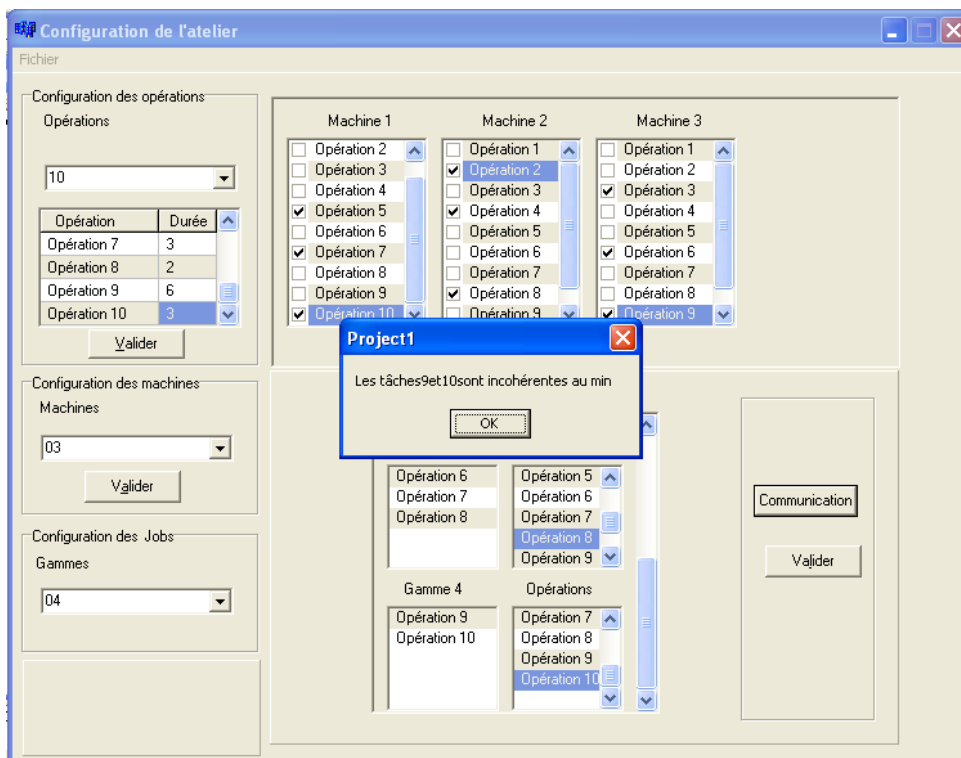 Configuration de l'atelier
Fichier
Configuration des opérations
Opérations
10
Opération Durée
Opération 7 3
Opération 8 2
Opération 9 6
Opération 10 3
Valider
Configuration des machines
Machines
03
Valider
Configuration des Jobs
Gammes
04
Machine 1
Opération 2
Opération 3
Opération 4
Opération 5
Opération 6
Opération 7
Opération 8
Opération 9
Opération 10
Machine 2
Opération 1
Opération 2
Opération 3
Opération 4
Opération 5
Opération 6
Opération 7
Opération 8
Opération 9
Machine 3
Opération 1
Opération 2
Opération 3
Opération 4
Opération 5
Opération 6
Opération 7
Opération 8
Opération 9
Project1
Les tâches9et10sont incohérentes au min
OK
Opération 6
Opération 7
Opération 8
Opération 5
Opération 6
Opération 7
Opération 8
Opération 9
Gamme 4
Opération 9
Opération 10
Opérations
Opération 7
Opération 8
Opération 9
Opération 10
Communication
Valider